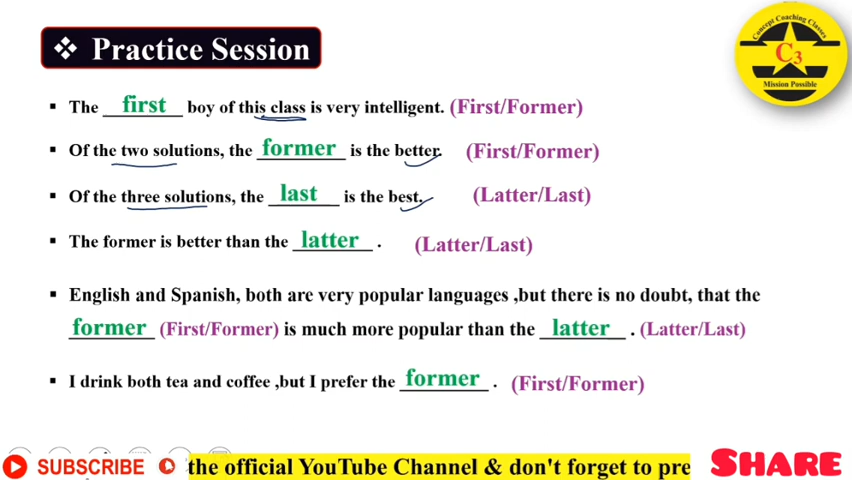 ❖ Practice Session
Concept Coaching Classes
C3
Mission Possible
▪ The first boy of this class is very intelligent. (First/Former)
▪ Of the two solutions, the former is the better. (First/Former)
▪ Of the three solutions, the last is the best. (Latter/Last)
▪ The former is better than the latter . (Latter/Last)
▪ English and Spanish, both are very popular languages ,but there is no doubt, that the
former (First/Former) is much more popular than the latter . (Latter/Last)
▪ I drink both tea and coffee ,but I prefer the former . (First/Former)
SUBSCRIBE the official YouTube Channel & don't forget to pre SHARE